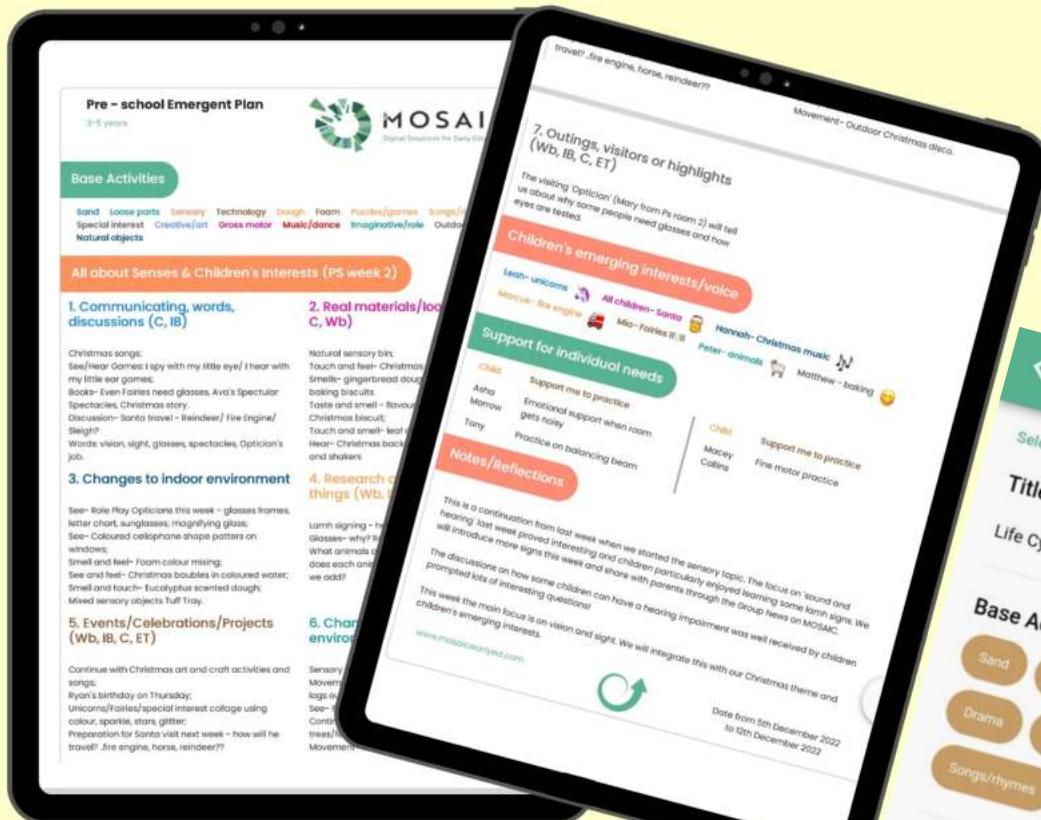 Pre - school Emergent Plan
3-5 years
MOSAI
Digital Solutions for Early Edu
Base Activities
Sand Loose parts Sensory Technology Dough Foam Puzzles/games Songs/r
Special interest Creative/art Gross motor Music/dance Imaginative/role Outdo
Natural objects
All about Senses & Children's Interests (PS week 2)
1. Communicating, words,
discussions (C, IB)
Christmas songs;
See/Hear Games: I spy with my little eye/ I hear with
my little ear games;
Books- Even Fairies need glasses, Ava's Spectular
Spectacles, Christmas story.
Discussion- Santa travel - Reindeer/ Fire Engine/
Sleigh?
Words: vision, sight, glasses, spectacles, Optician's
job.
2. Real materials/loo
C, Wb)
Natural sensory bin;
Touch and feel- Christmas
Smells- gingerbread doug
baking biscuits
Taste and smell - flavou
Christmas biscuit;
Touch and smell- leaf
Hear- Christmas back
and shakers
3. Changes to indoor environment
See- Role Play Opticians this week - glasses frames,
letter chart, sunglasses; magnifying glass;
See- Coloured cellophane shape patters on
windows;
Smell and feel- Foam colour mixing;
See and feel- Christmas baubles in coloured water;
Smell and touch- Eucalyptus scented dough;
Mixed sensory objects Tuff Tray.
4. Research
things (Wb, I
Lamh signing - h
Glasses- why? R
What animals
does each ani
we add?
5. Events/Celebrations/Projects
(Wb, IB, C, ET)
Continue with Christmas art and craft activities and
songs;
Ryan's birthday on Thursday;
Unicorns/Fairies/special interest collage using
colour, sparkle, stars, glitter;
Preparation for Santa visit next week - how will he
travel? .fire engine, horse, reindeer??
6. Chan
enviro
Sensory
Movem
logs ou
See-
Contin
trees/
Movement-
travel? .fire engine, horse, reindeer??
Movement- Outdoor Christmas disco.
7. Outings, visitors or highlights
(Wb, IB, C, ET)
The visiting 'Optician' (Mary from Ps room 2) will tell
us about why some people need glasses and how
eyes are tested.
Children's emerging interests/voice
Leah- unicorns All children- Santa Hannah- Christmas music
Marcus- fire engine Mia- Fairies Peter- animals Matthew - baking
Support for individual needs
Child Support me to practice
Asha Morrow Emotional support when room
gets noisy
Tony Practice on balancing beam
Child Support me to practice
Macey Collins Fine motor practice
Notes/Reflections
This is a continuation from last week when we started the sensory topic. The focus on 'sound and
hearing' last week proved interesting and children particularly enjoyed learning some lamh signs. We
will introduce more signs this week and share with parents through the Group News on MOSAIC.
The discussions on how some children can have a hearing impairment was well received by children
prompted lots of interesting questions!
This week the main focus is on vision and sight. We will integrate this with our Christmas theme and
children's emerging interests.
www.mosaicearlyed.com
Date from 5th December 2022
to 12th December 2022
Sele
Title
Life Cy
Base A
Sand
Drama
Songs/rhymes